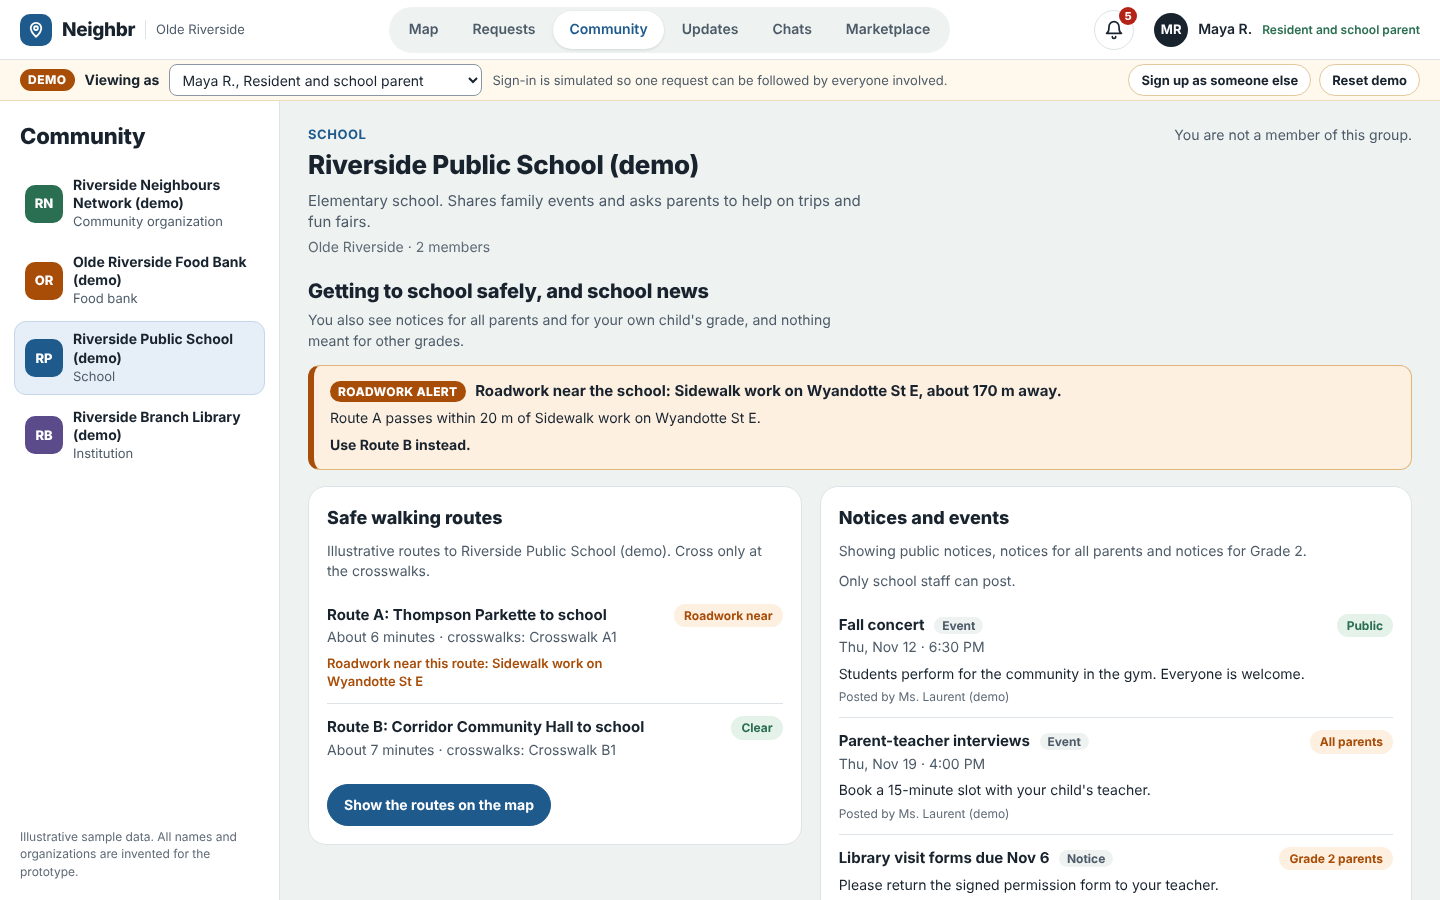 Neighbr
Olde Riverside
Map
Requests
Community
Updates
Chats
Marketplace
5
MR
Maya R.
Resident and school parent
DEMO
Viewing as
Maya R., Resident and school parent
Sign-in is simulated so one request can be followed by everyone involved.
Sign up as someone else
Reset demo
Community
RN
Riverside Neighbours
Network (demo)
Community organization
OR
Olde Riverside Food Bank
(demo)
Food bank
RP
Riverside Public School
(demo)
School
RB
Riverside Branch Library
(demo)
Institution
Illustrative sample data. All names and
organizations are invented for the
prototype.
SCHOOL
You are not a member of this group.
Riverside Public School (demo)
Elementary school. Shares family events and asks parents to help on trips and
fun fairs.
Olde Riverside · 2 members
Getting to school safely, and school news
You also see notices for all parents and for your own child's grade, and nothing
meant for other grades.
ROADWORK ALERT
Roadwork near the school: Sidewalk work on Wyandotte St E, about 170 m away.
Route A passes within 20 m of Sidewalk work on Wyandotte St E.
Use Route B instead.
Safe walking routes
Illustrative routes to Riverside Public School (demo). Cross only at
the crosswalks.
Route A: Thompson Parkette to school
Roadwork near
About 6 minutes · crosswalks: Crosswalk A1
Roadwork near this route: Sidewalk work on
Wyandotte St E
Route B: Corridor Community Hall to school
Clear
About 7 minutes · crosswalks: Crosswalk B1
Show the routes on the map
Notices and events
Showing public notices, notices for all parents and notices for Grade 2.
Only school staff can post.
Fall concert
Event
Public
Thu, Nov 12 · 6:30 PM
Students perform for the community in the gym. Everyone is welcome.
Posted by Ms. Laurent (demo)
Parent-teacher interviews
Event
All parents
Thu, Nov 19 · 4:00 PM
Book a 15-minute slot with your child's teacher.
Posted by Ms. Laurent (demo)
Library visit forms due Nov 6
Notice
Grade 2 parents
Please return the signed permission form to your teacher.